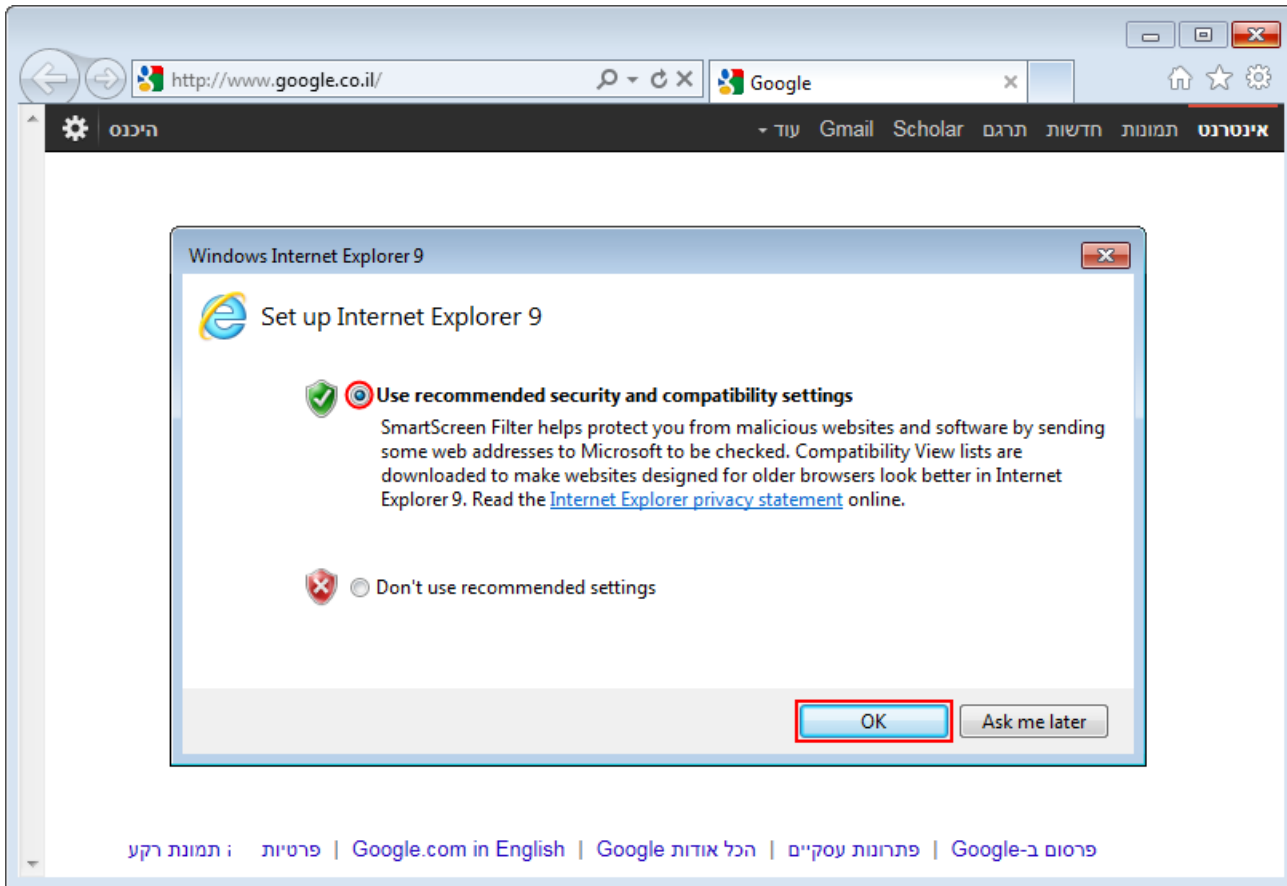 http://www.google.co.il/
Google
אינטרנט תמונות חדשות תרגם Scholar Gmail עוד
היכנס
Windows Internet Explorer 9
Set up Internet Explorer 9
Use recommended security and compatibility settings
SmartScreen Filter helps protect you from malicious websites and software by sending
some web addresses to Microsoft to be checked. Compatibility View lists are
downloaded to make websites designed for older browsers look better in Internet
Explorer 9. Read the Internet Explorer privacy statement online.
Don't use recommended settings
OK
Ask me later
פרסום ב-Google | פתרונות עסקיים | הכל אודות Google | Google.com in English | פרטיות
תמונת רקע